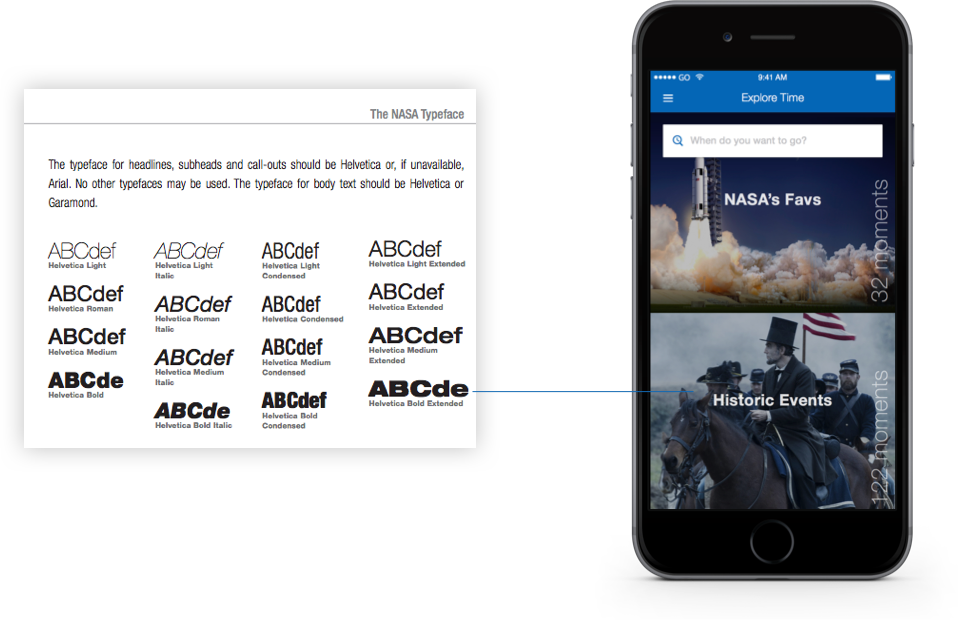 The NASA Typeface
The typeface for headlines, subheads and call-outs should be Helvetica or, if unavailable,
Arial. No other typefaces may be used. The typeface for body text should be Helvetica or
Garamond.
ABCdef
Helvetica Light
ABCdef
Helvetica Roman
ABCdef
Helvetica Medium
ABCde
Helvetica Bold
ABCdef
Helvetica Light
Italic
ABCdef
Helvetica Roman
Italic
ABCdef
Helvetica Medium
Italic
ABCde
Helvetica Bold Italic
ABCdef
Helvetica Light
Condensed
ABCdef
Helvetica Condensed
ABCdef
Helvetica Medium
Condensed
ABCdef
Helvetica Bold
Condensed
ABCdef
Helvetica Light Extended
ABCdef
Helvetica Extended
ABCdef
Helvetica Medium
Extended
ABCde
Helvetica Bold Extended
GO 9:41 AM
Explore Time
When do you want to go?
NASA's Favs
32 moments
Historic Events
122 moments